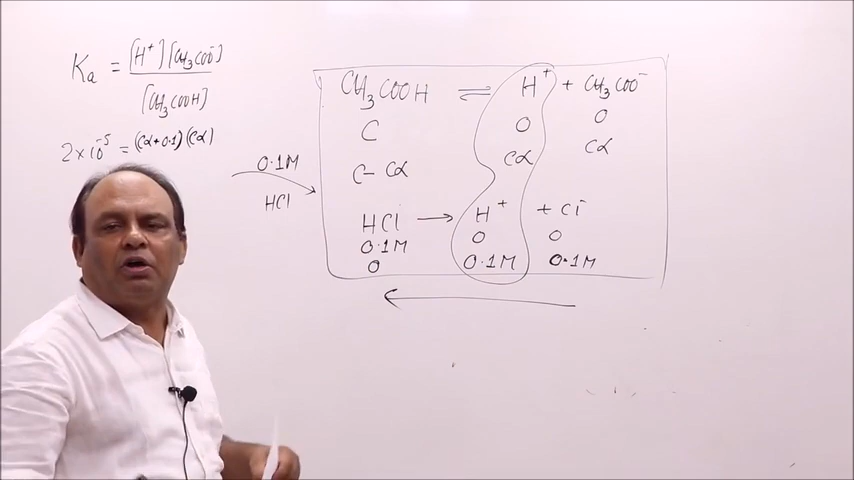 Ka = [H+][CH3COO-]
[CH3COOH]
2×10-5 = (Cα+0.1)(Cα)
0.1M
HCl
CH3COOH ⇌ H+ + CH3COO-
C 0 0
C-Cα Cα Cα
HCl → H+ + Cl-
0.1M 0 0
0 0.1M 0.1M